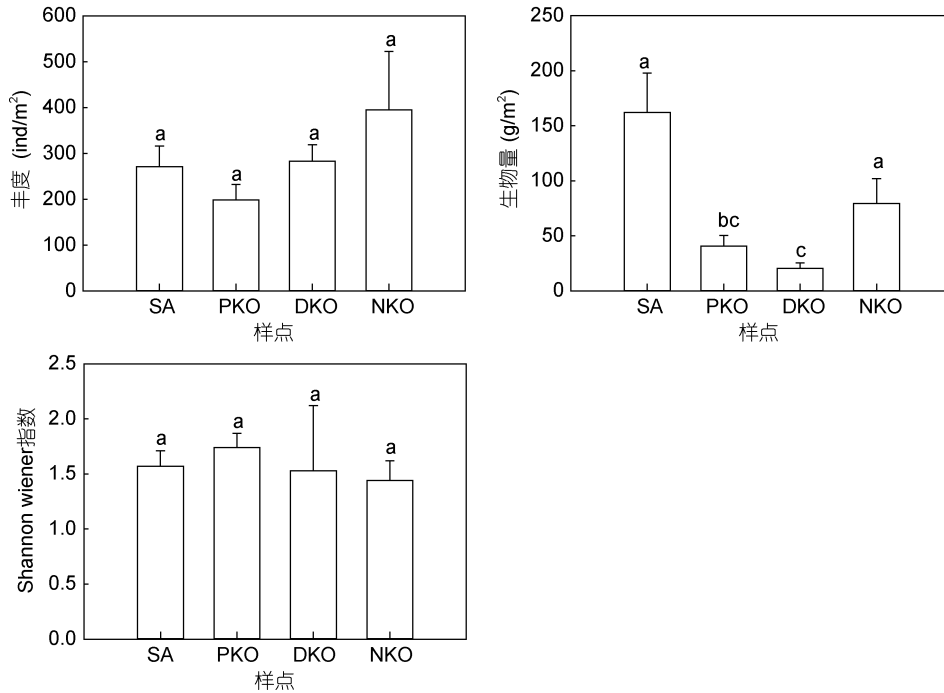 600
500
400
300
200
100
0
丰度 (ind/m²)
a
a
a
a
SA PKO DKO NKO
样点
250
200
150
100
50
0
生物量 (g/m²)
a
bc
c
a
SA PKO DKO NKO
样点
2.5
2.0
1.5
1.0
0.5
0.0
Shannon wiener指数
a
a
a
a
SA PKO DKO NKO
样点